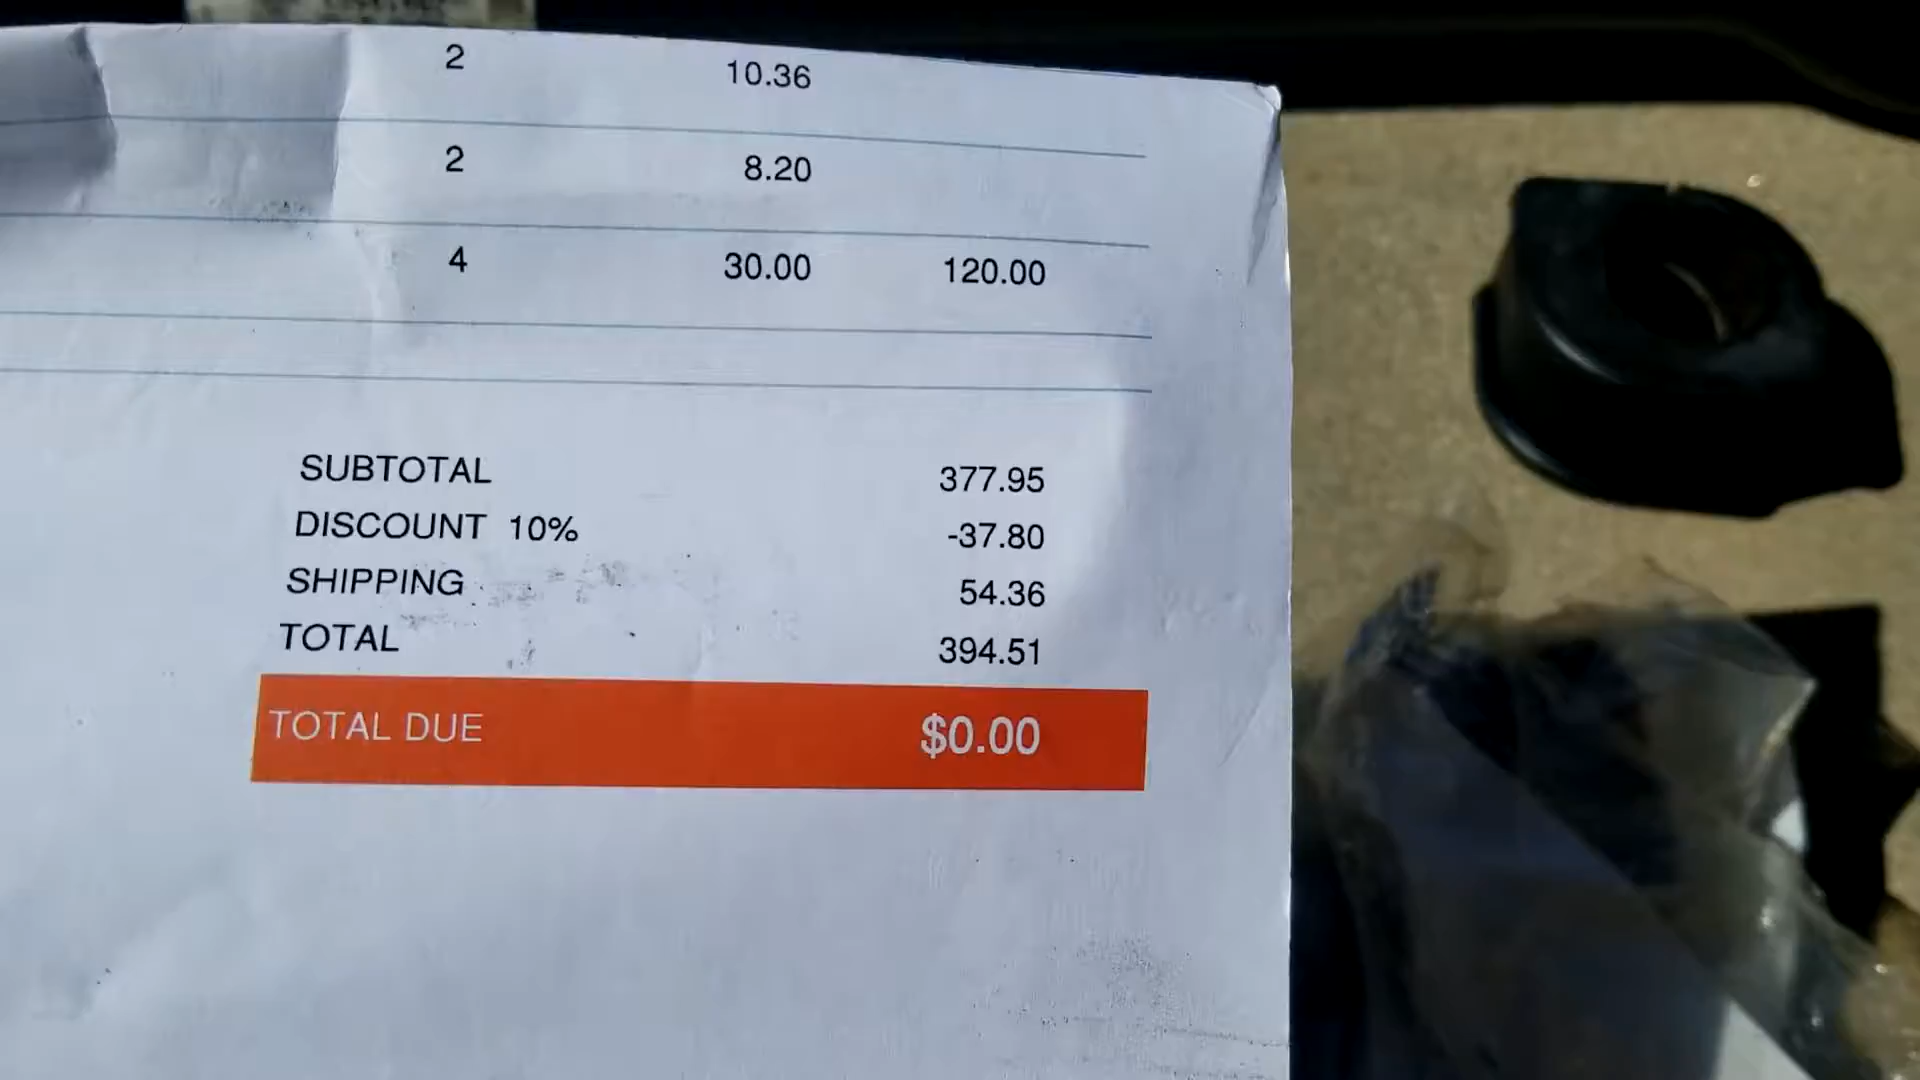 2 10.36
2 8.20
4 30.00 120.00
SUBTOTAL 377.95
DISCOUNT 10% -37.80
SHIPPING 54.36
TOTAL 394.51
TOTAL DUE $0.00